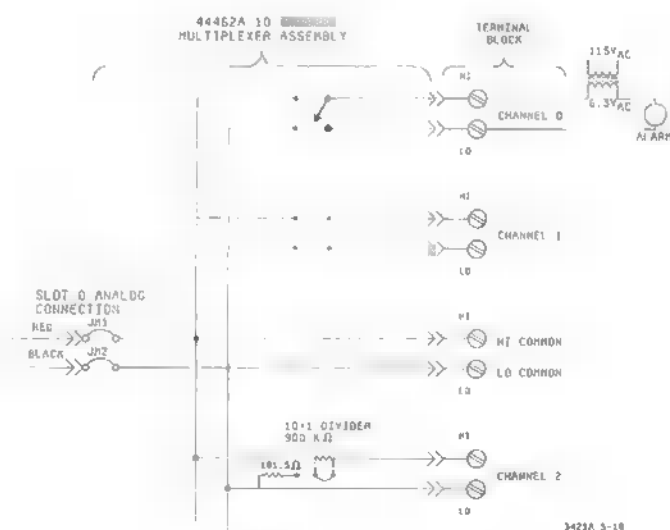 44462A 10
MULTIPLEXER ASSEMBLY
TERMINAL
BLOCK
115VAC
6.3VAC
ALARM
HI
CHANNEL 0
LO
HI
CHANNEL 1
LO
SLOT 0 ANALOG
CONNECTION
RED
JM1
BLACK
JM2
HI
HI COMMON
LO COMMON
LO
10:1 DIVIDER
900 KΩ
101.5Ω
HI
CHANNEL 2
LO
3421A 5-18